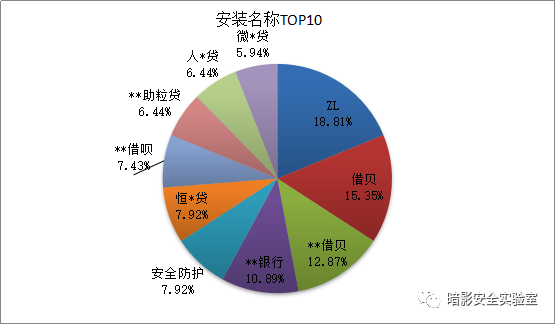 安装名称TOP10
微*贷
5.94%
人*贷
6.44%
ZL
18.81%
**助粒贷
6.44%
**借呗
7.43%
借贝
15.35%
恒*贷
7.92%
**借贝
12.87%
**银行
10.89%
安全防护
7.92%
暗影安全实验室